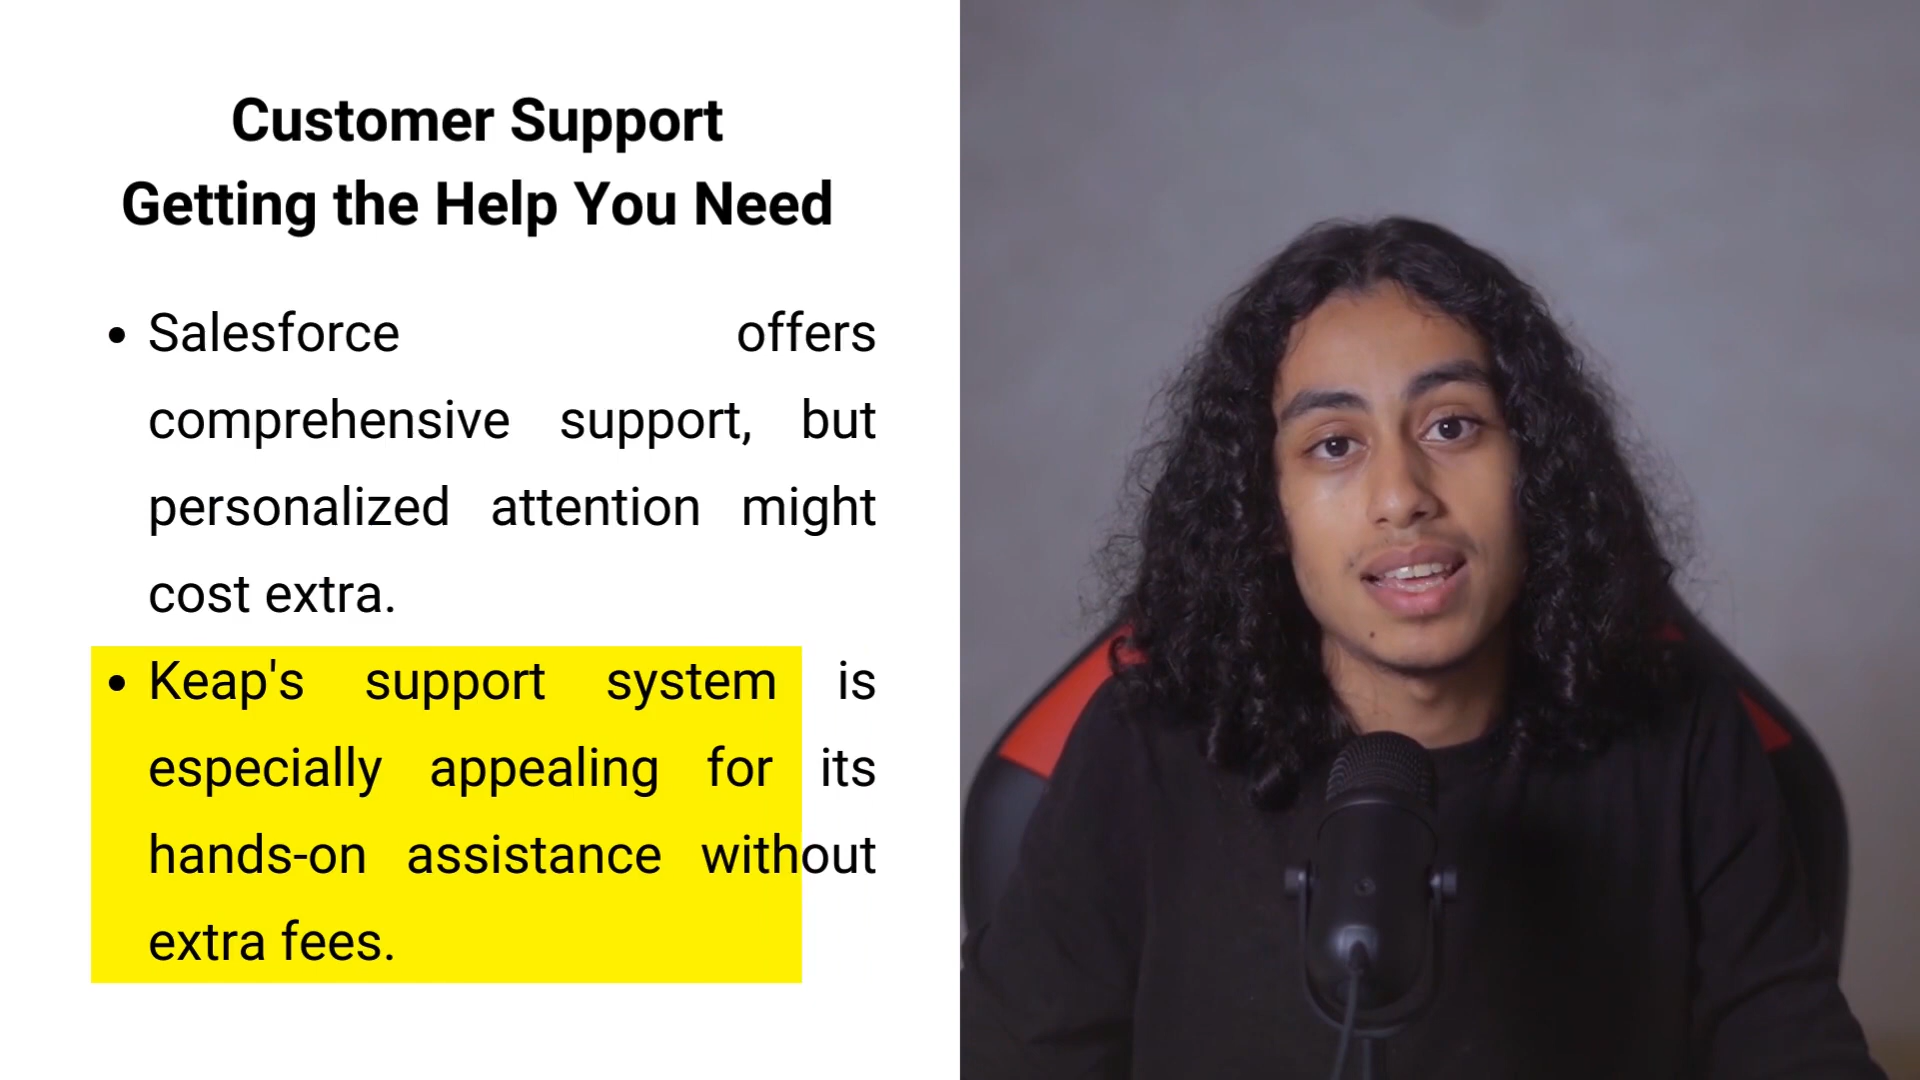 Customer Support
Getting the Help You Need
• Salesforce offers
comprehensive support, but
personalized attention might
cost extra.
• Keap's support system is
especially appealing for its
hands-on assistance without
extra fees.